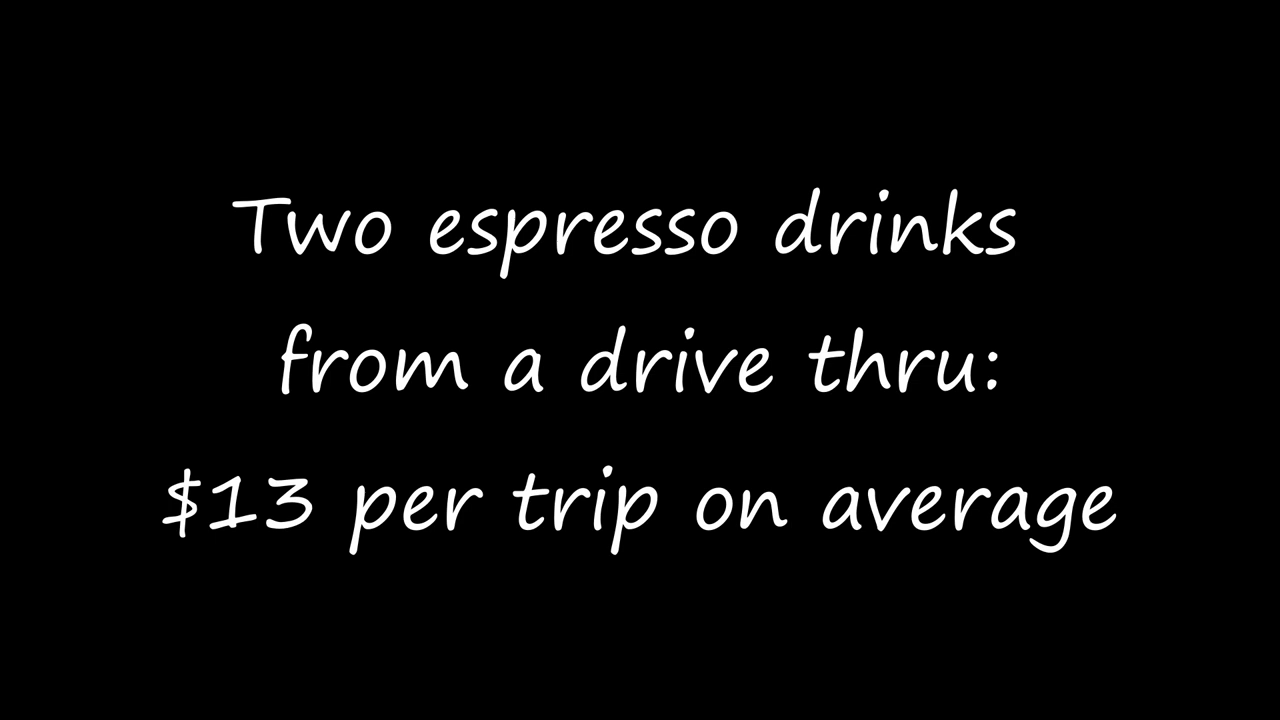 Two espresso drinks
from a drive thru:
$13 per trip on average